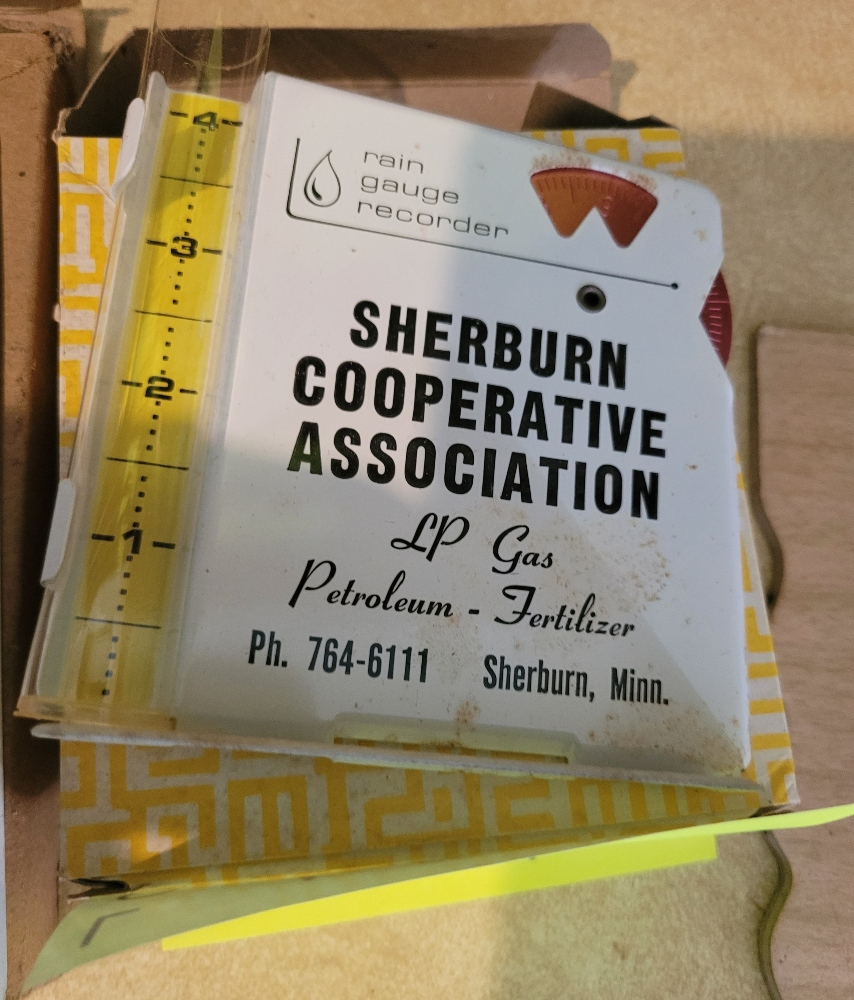 rain
gauge
recorder
SHERBURN
COOPERATIVE
ASSOCIATION
LP Gas
Petroleum - Fertilizer
Ph. 764-6111 Sherburn, Minn.
4
3
2
1